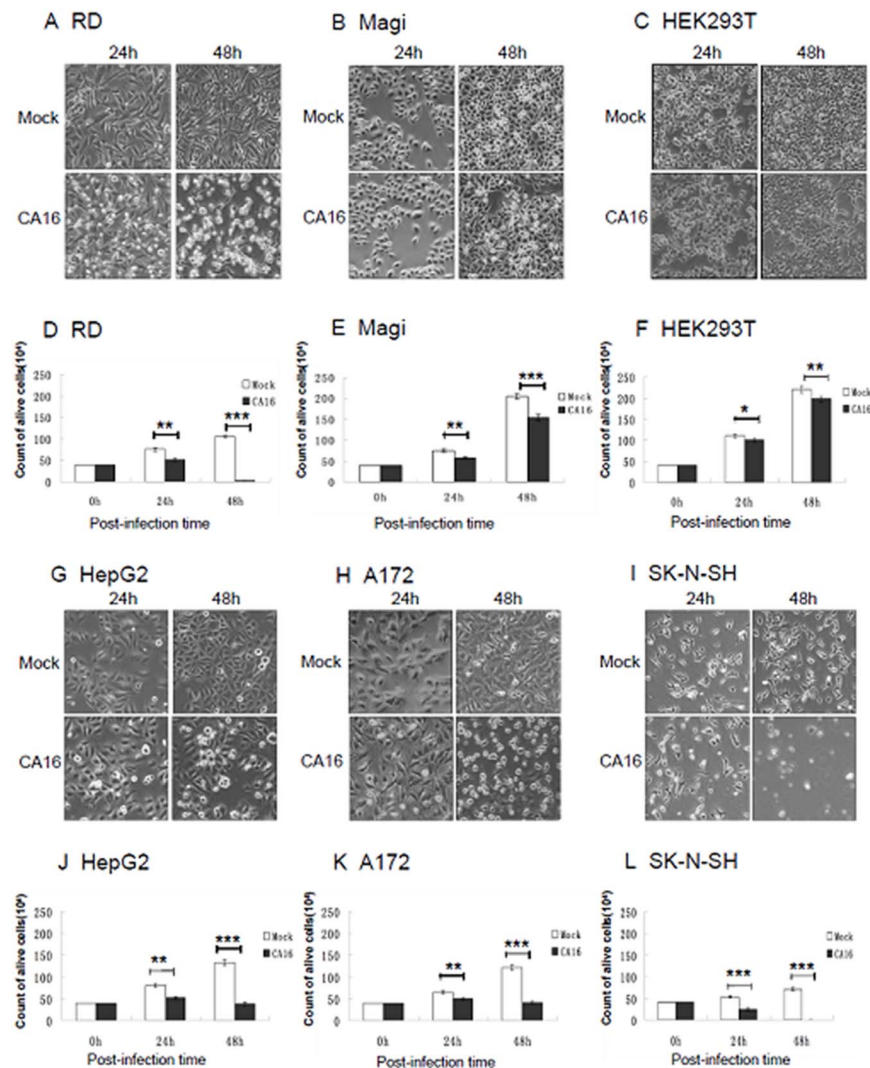 A RD
B Magi
C HEK293T
24h 48h
24h 48h
24h 48h
Mock
Mock
Mock
CA16
CA16
CA16
D RD
Count of alive cells(10⁴)
250
200
150
100
50
0
** ***
Mock
CA16
0h 24h 48h
Post-infection time
E Magi
Count of alive cells(10⁴)
250
200
150
100
50
0
** ***
Mock
CA16
0h 24h 48h
Post-infection time
F HEK293T
Count of alive cells(10⁴)
250
200
150
100
50
0
* **
Mock
CA16
0h 24h 48h
Post-infection time
G HepG2
H A172
I SK-N-SH
24h 48h
24h 48h
24h 48h
Mock
Mock
Mock
CA16
CA16
CA16
J HepG2
Count of alive cells(10⁴)
250
200
150
100
50
0
** ***
Mock
CA16
0h 24h 48h
Post-infection time
K A172
Count of alive cells(10⁴)
250
200
150
100
50
0
** ***
Mock
CA16
0h 24h 48h
Post-infection time
L SK-N-SH
Count of alive cells(10⁴)
250
200
150
100
50
0
*** ***
Mock
CA16
0h 24h 48h
Post-infection time